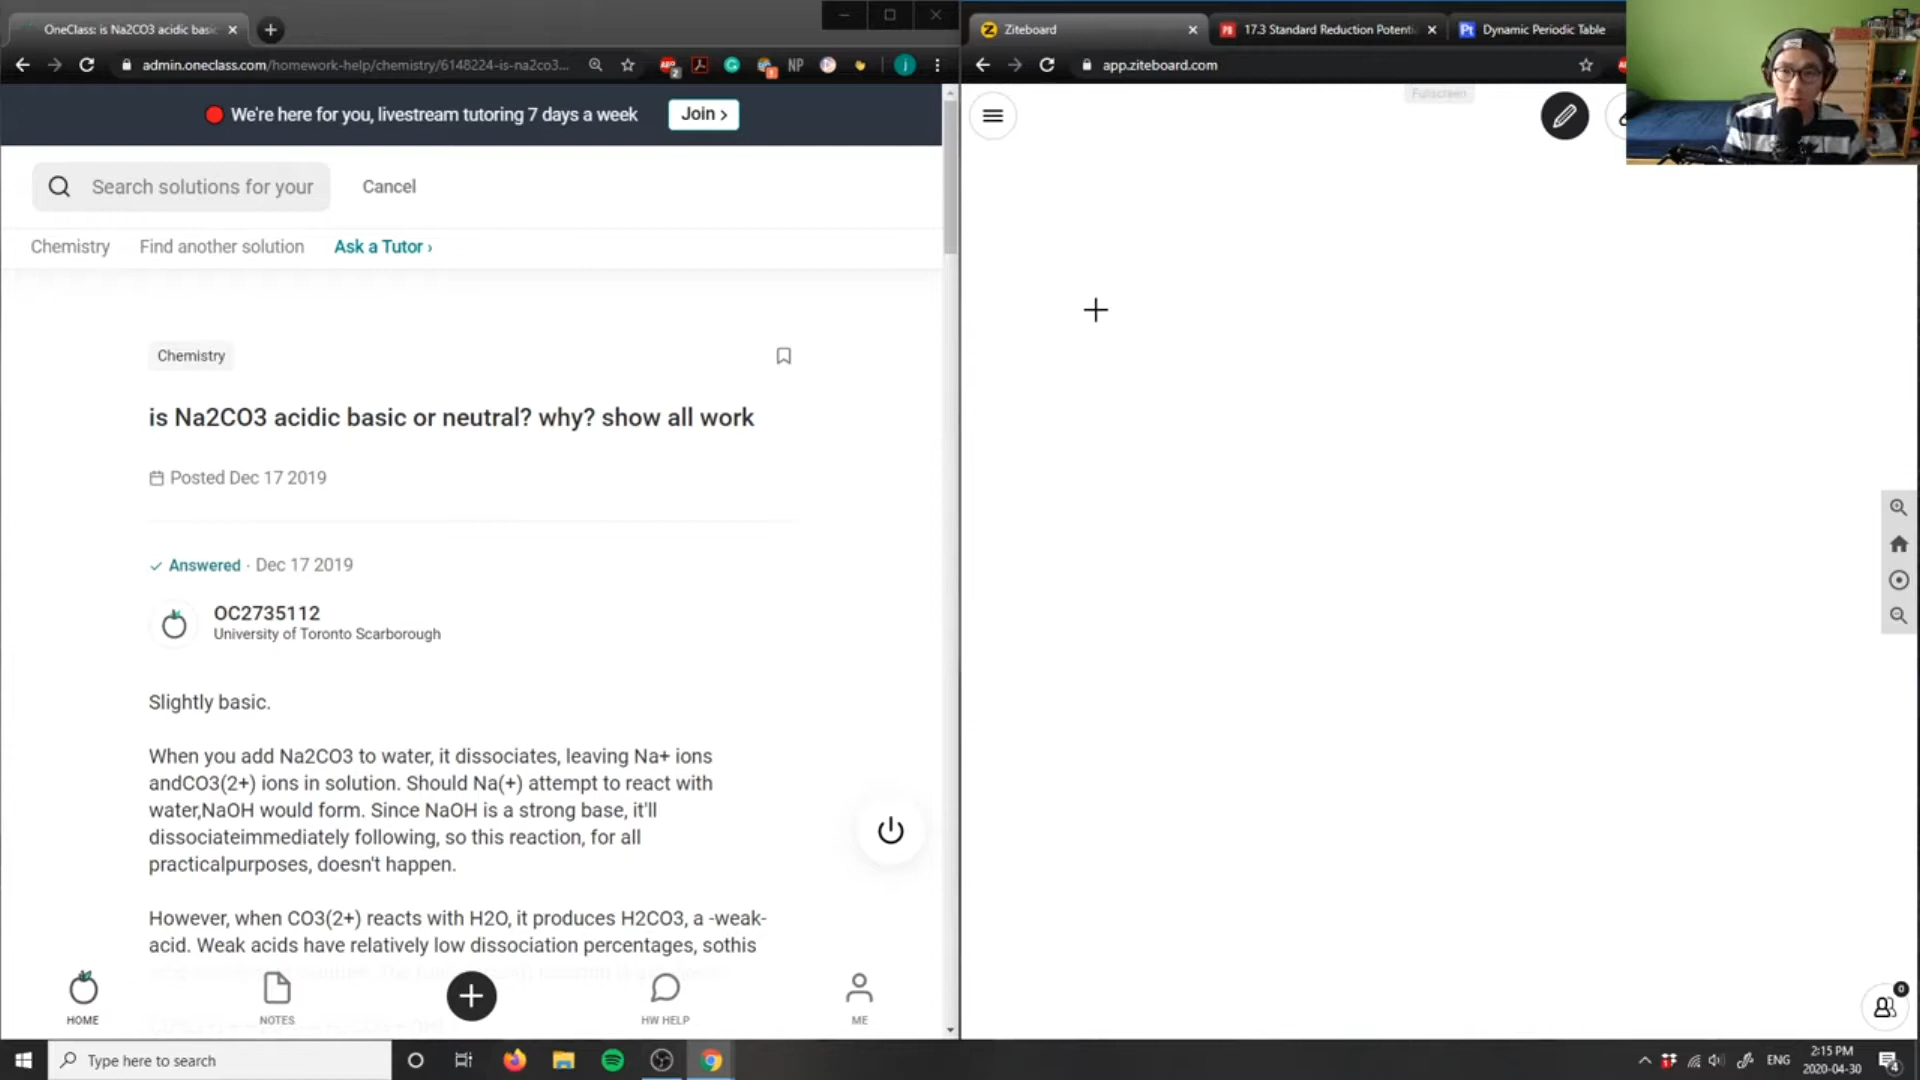 OneClass: is Na2CO3 acidic basic
admin.oneclass.com/homework-help/chemistry/6148224-is-na2co3...
NP
We're here for you, livestream tutoring 7 days a week
Join >
Search solutions for your
Cancel
Chemistry
Find another solution
Ask a Tutor ›
Chemistry
is Na2CO3 acidic basic or neutral? why? show all work
Posted Dec 17 2019
Answered · Dec 17 2019
OC2735112
University of Toronto Scarborough
Slightly basic.
When you add Na2CO3 to water, it dissociates, leaving Na+ ions
andCO3(2+) ions in solution. Should Na(+) attempt to react with
water,NaOH would form. Since NaOH is a strong base, it'll
dissociateimmediately following, so this reaction, for all
practicalpurposes, doesn't happen.
However, when CO3(2+) reacts with H2O, it produces H2CO3, a -weak-
acid. Weak acids have relatively low dissociation percentages, sothis
HOME
NOTES
HW HELP
ME
Ziteboard
17.3 Standard Reduction Potenti
Dynamic Periodic Table
app.ziteboard.com
Fullscreen
0
Type here to search
ENG
2:15 PM
2020-04-30
4